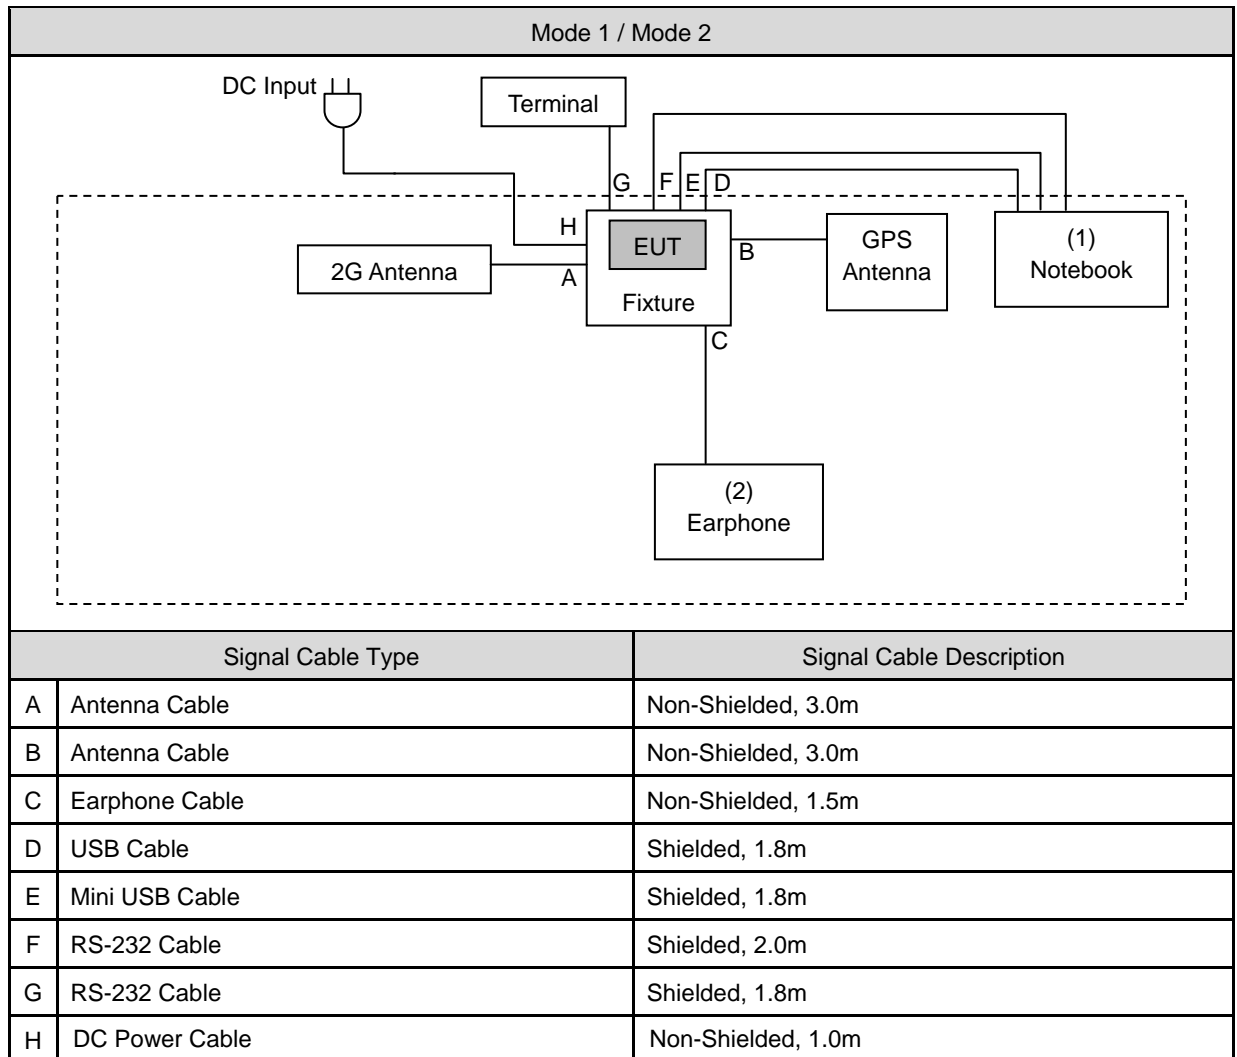 Mode 1 / Mode 2
DC Input
Terminal
G F E D
H
EUT
B
GPS
Antenna
(1)
Notebook
2G Antenna
A
Fixture
C
(2)
Earphone
Signal Cable Type Signal Cable Description
A Antenna Cable Non-Shielded, 3.0m
B Antenna Cable Non-Shielded, 3.0m
C Earphone Cable Non-Shielded, 1.5m
D USB Cable Shielded, 1.8m
E Mini USB Cable Shielded, 1.8m
F RS-232 Cable Shielded, 2.0m
G RS-232 Cable Shielded, 1.8m
H DC Power Cable Non-Shielded, 1.0m